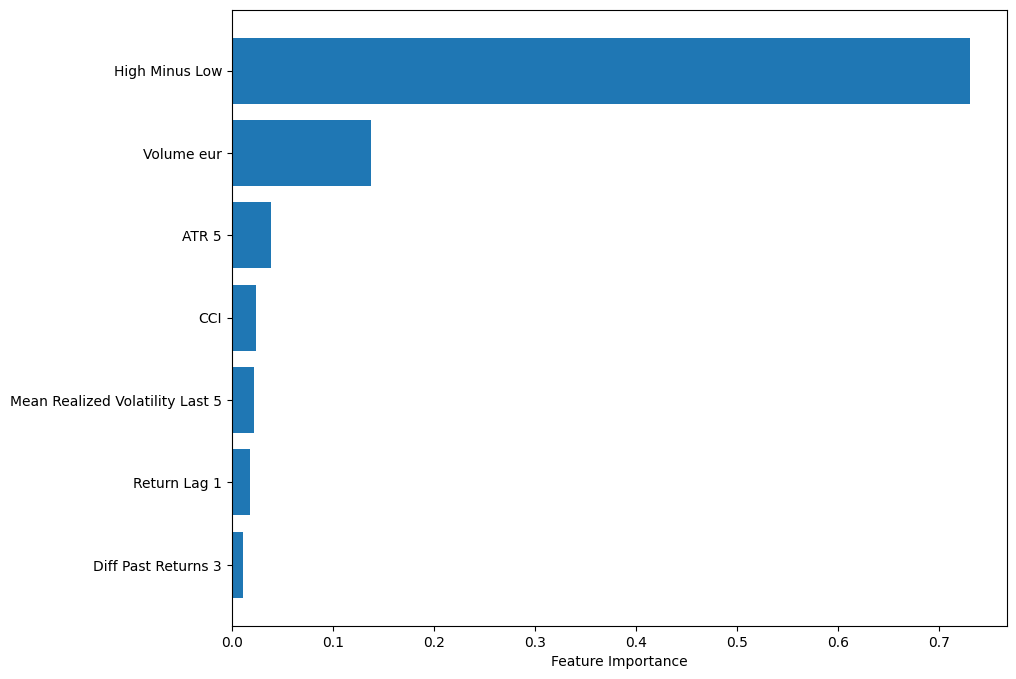 High Minus Low
Volume eur
ATR 5
CCI
Mean Realized Volatility Last 5
Return Lag 1
Diff Past Returns 3
0.0 0.1 0.2 0.3 0.4 0.5 0.6 0.7
Feature Importance